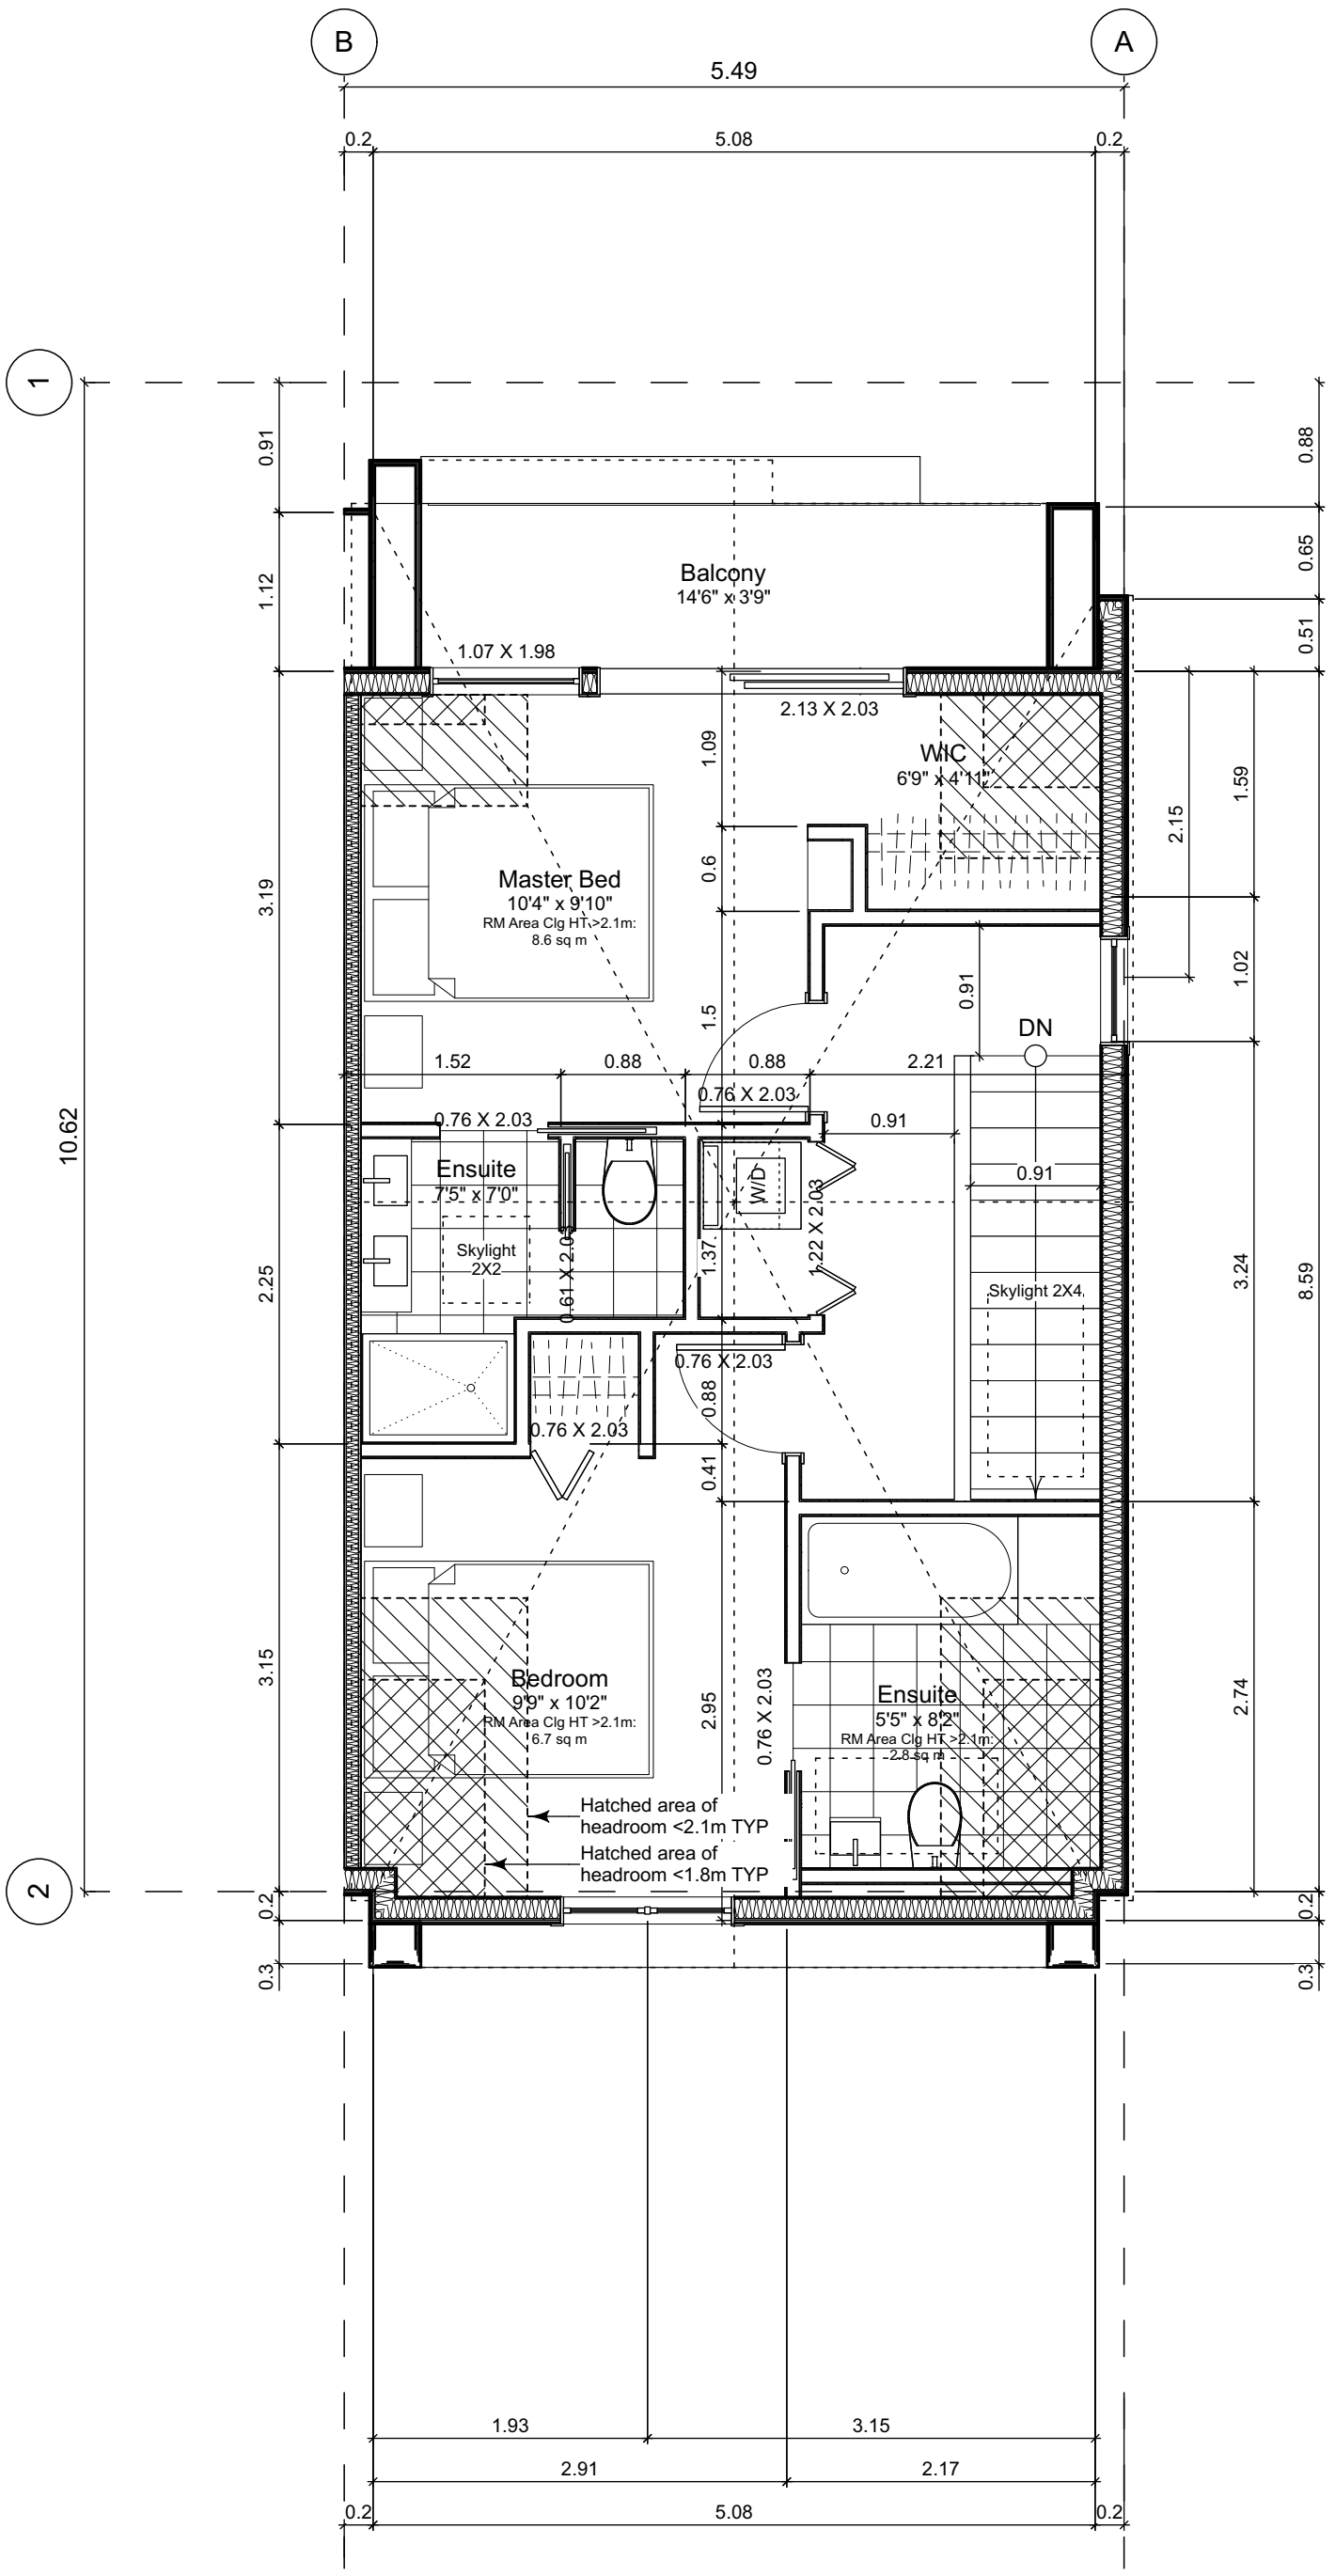 B
A
5.49
0.2
5.08
0.2
1
0.91
0.88
1.12
0.65
0.51
Balcony
14'6" x 3'9"
1.07 X 1.98
2.13 X 2.03
1.09
WIC
6'9" x 4'11"
1.59
2.15
0.6
3.19
Master Bed
10'4" x 9'10"
RM Area Clg HT >2.1m:
8.6 sq m
1.02
0.91
1.5
DN
1.52
0.88
0.88
2.21
0.76 X 2.03
0.76 X 2.03
0.91
10.62
Ensuite
7'5" x 7'0"
W/D
0.91
Skylight
2X2
0.61 X 2.03
1.37
1.22 X 2.03
2.25
Skylight 2X4
3.24
8.59
0.76 X 2.03
0.88
0.76 X 2.03
0.41
3.15
Bedroom
9'9" x 10'2"
RM Area Clg HT >2.1m:
6.7 sq m
2.95
0.76 X 2.03
Ensuite
5'5" x 8'2"
RM Area Clg HT >2.1m:
2.8 sq m
2.74
Hatched area of
headroom <2.1m TYP
Hatched area of
headroom <1.8m TYP
2
0.2
0.2
0.3
0.3
1.93
3.15
2.91
2.17
0.2
5.08
0.2